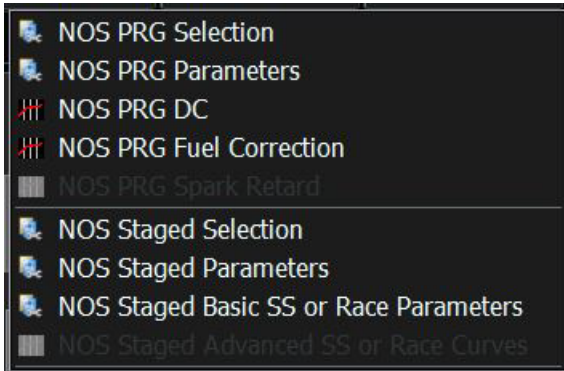 NOS PRG Selection
NOS PRG Parameters
NOS PRG DC
NOS PRG Fuel Correction
NOS PRG Spark Retard
NOS Staged Selection
NOS Staged Parameters
NOS Staged Basic SS or Race Parameters
NOS Staged Advanced SS or Race Curves